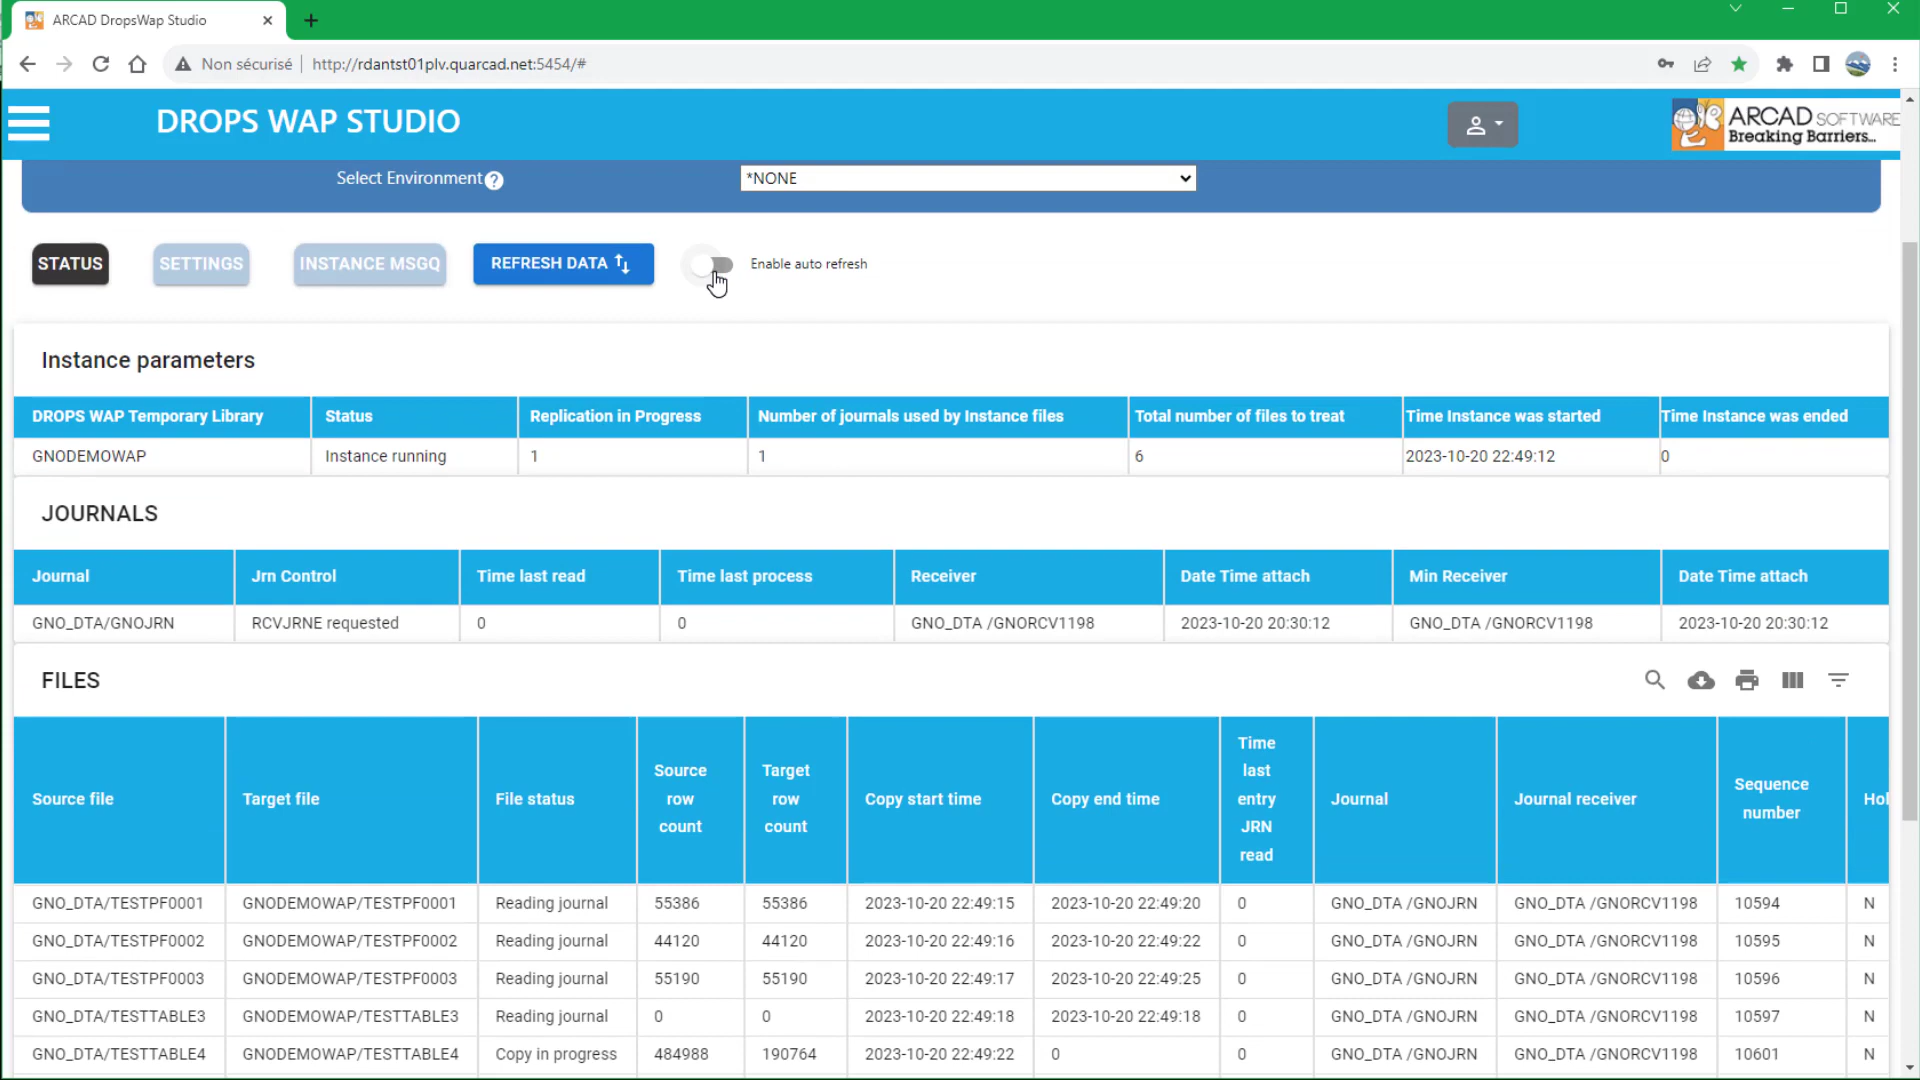 ARCAD DropsWap Studio
Non sécurisé
http://rdantst01plv.quarcad.net:5454/#
DROPS WAP STUDIO
ARCAD SOFTWARE
Breaking Barriers...
Select Environment ?
*NONE
STATUS
SETTINGS
INSTANCE MSGQ
REFRESH DATA
Enable auto refresh
Instance parameters
DROPS WAP Temporary Library Status Replication in Progress Number of journals used by Instance files Total number of files to treat Time Instance was started Time Instance was ended
GNODEMOWAP Instance running 1 1 6 2023-10-20 22:49:12 0
JOURNALS
Journal Jrn Control Time last read Time last process Receiver Date Time attach Min Receiver Date Time attach
GNO_DTA/GNOJRN RCVJRNE requested 0 0 GNO_DTA /GNORCV1198 2023-10-20 20:30:12 GNO_DTA /GNORCV1198 2023-10-20 20:30:12
FILES
Source file
Target file
File status
Source
row
count
Target
row
count
Copy start time
Copy end time
Time
last
entry
JRN
read
Journal
Journal receiver
Sequence
number
Hol
GNO_DTA/TESTPF0001 GNODEMOWAP/TESTPF0001 Reading journal 55386 55386 2023-10-20 22:49:15 2023-10-20 22:49:20 0 GNO_DTA /GNOJRN GNO_DTA /GNORCV1198 10594 N
GNO_DTA/TESTPF0002 GNODEMOWAP/TESTPF0002 Reading journal 44120 44120 2023-10-20 22:49:16 2023-10-20 22:49:22 0 GNO_DTA /GNOJRN GNO_DTA /GNORCV1198 10595 N
GNO_DTA/TESTPF0003 GNODEMOWAP/TESTPF0003 Reading journal 55190 55190 2023-10-20 22:49:17 2023-10-20 22:49:25 0 GNO_DTA /GNOJRN GNO_DTA /GNORCV1198 10596 N
GNO_DTA/TESTTABLE3 GNODEMOWAP/TESTTABLE3 Reading journal 0 0 2023-10-20 22:49:18 2023-10-20 22:49:18 0 GNO_DTA /GNOJRN GNO_DTA /GNORCV1198 10597 N
GNO_DTA/TESTTABLE4 GNODEMOWAP/TESTTABLE4 Copy in progress 484988 190764 2023-10-20 22:49:22 0 0 GNO_DTA /GNOJRN GNO_DTA /GNORCV1198 10601 N